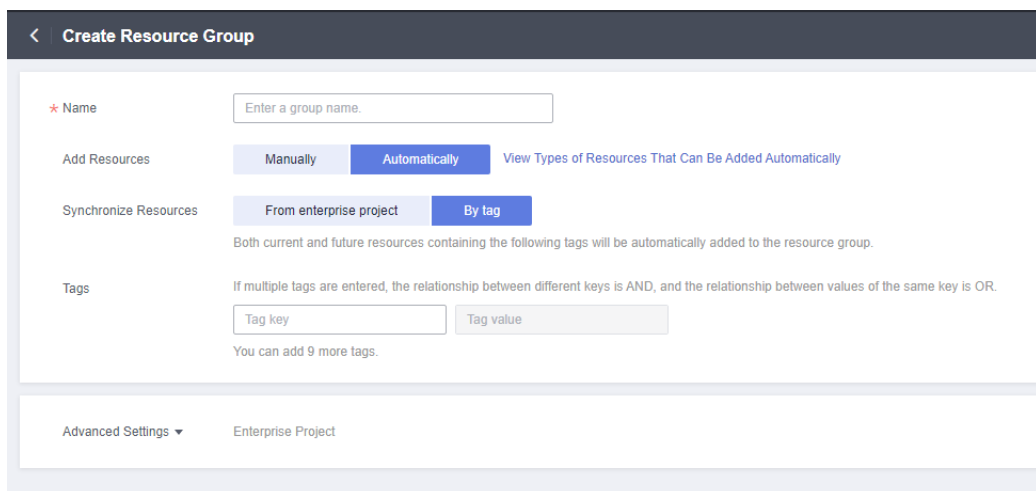 Create Resource Group
* Name Enter a group name.
Add Resources Manually Automatically View Types of Resources That Can Be Added Automatically
Synchronize Resources From enterprise project By tag
Both current and future resources containing the following tags will be automatically added to the resource group.
Tags If multiple tags are entered, the relationship between different keys is AND, and the relationship between values of the same key is OR.
Tag key Tag value
You can add 9 more tags.
Advanced Settings Enterprise Project